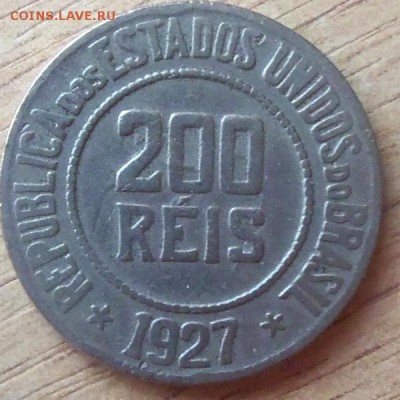 COINS.LAVE.RU
REPUBLICA DOS ESTADOS UNIDOS DO BRASIL
200
RÉIS
* 1927 *